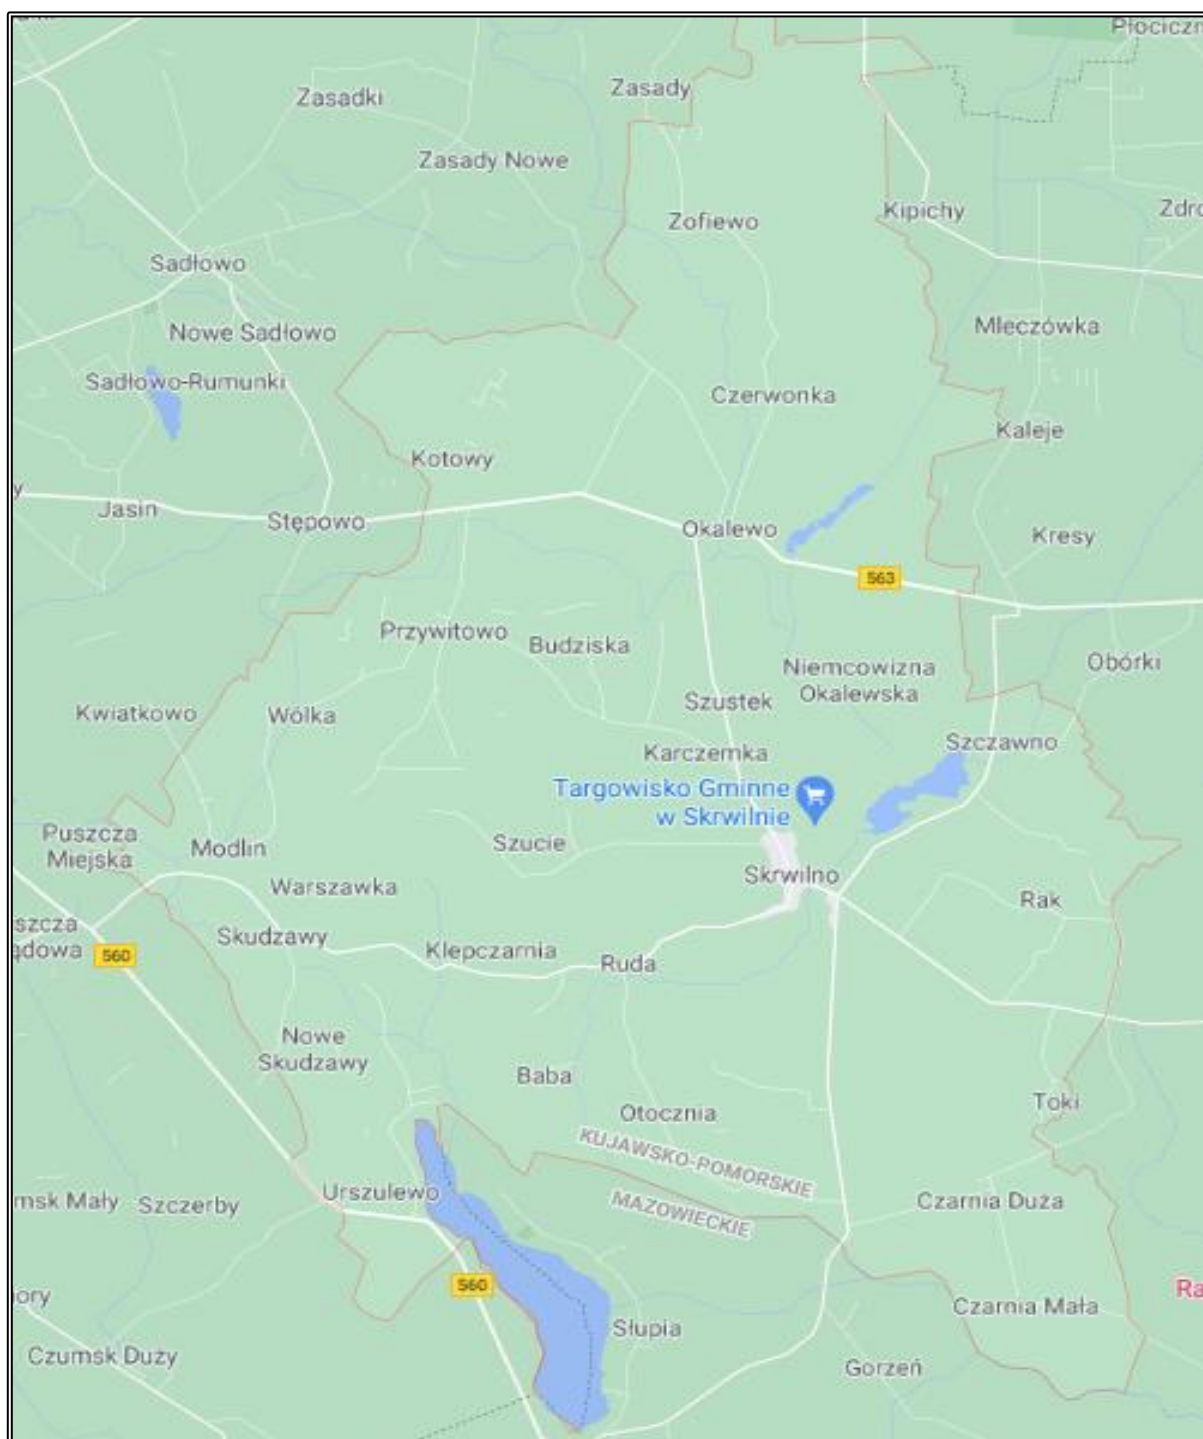 Płociczn
Zasady
Zasadki
Zasady Nowe
Zofiewo
Kipichy
Zdro
Sadłowo
Nowe Sadłowo
Mleczówka
Sadłowo-Rumunki
Czerwonka
Kaleje
Kotowy
y
Jasin
Stępowo
Okalewo
Kresy
563
Przywitowo
Budziska
Niemcowizna
Okalewska
Obórki
Szustek
Kwiatkowo
Wólka
Szczawno
Karczemka
Targowisko Gminne
w Skrwilnie
Puszcza
Miejska
Modlin
Szucie
Skrwilno
Warszawka
Rak
szcza
ądowa
560
Skudzawy
Klepczarnia
Ruda
Nowe
Skudzawy
Baba
Otocznia
Toki
KUJAWSKO-POMORSKIE
MAZOWIECKIE
Urszulewo
msk Mały
Szczerby
Czarnia Duża
560
ory
Ra
Czarnia Mała
Słupia
Czumsk Duży
Gorzeń